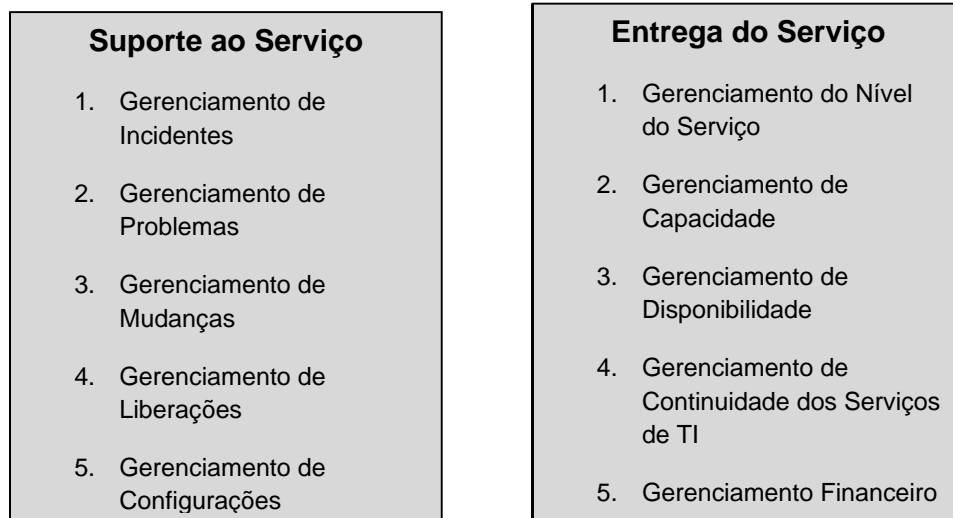 Suporte ao Serviço
1. Gerenciamento de
Incidentes
2. Gerenciamento de
Problemas
3. Gerenciamento de
Mudanças
4. Gerenciamento de
Liberações
5. Gerenciamento de
Configurações
Entrega do Serviço
1. Gerenciamento do Nível
do Serviço
2. Gerenciamento de
Capacidade
3. Gerenciamento de
Disponibilidade
4. Gerenciamento de
Continuidade dos Serviços
de TI
5. Gerenciamento Financeiro